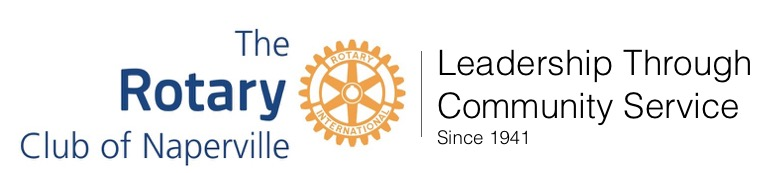 The
Rotary
Club of Naperville
ROTARY
INTERNATIONAL
Leadership Through
Community Service
Since 1941